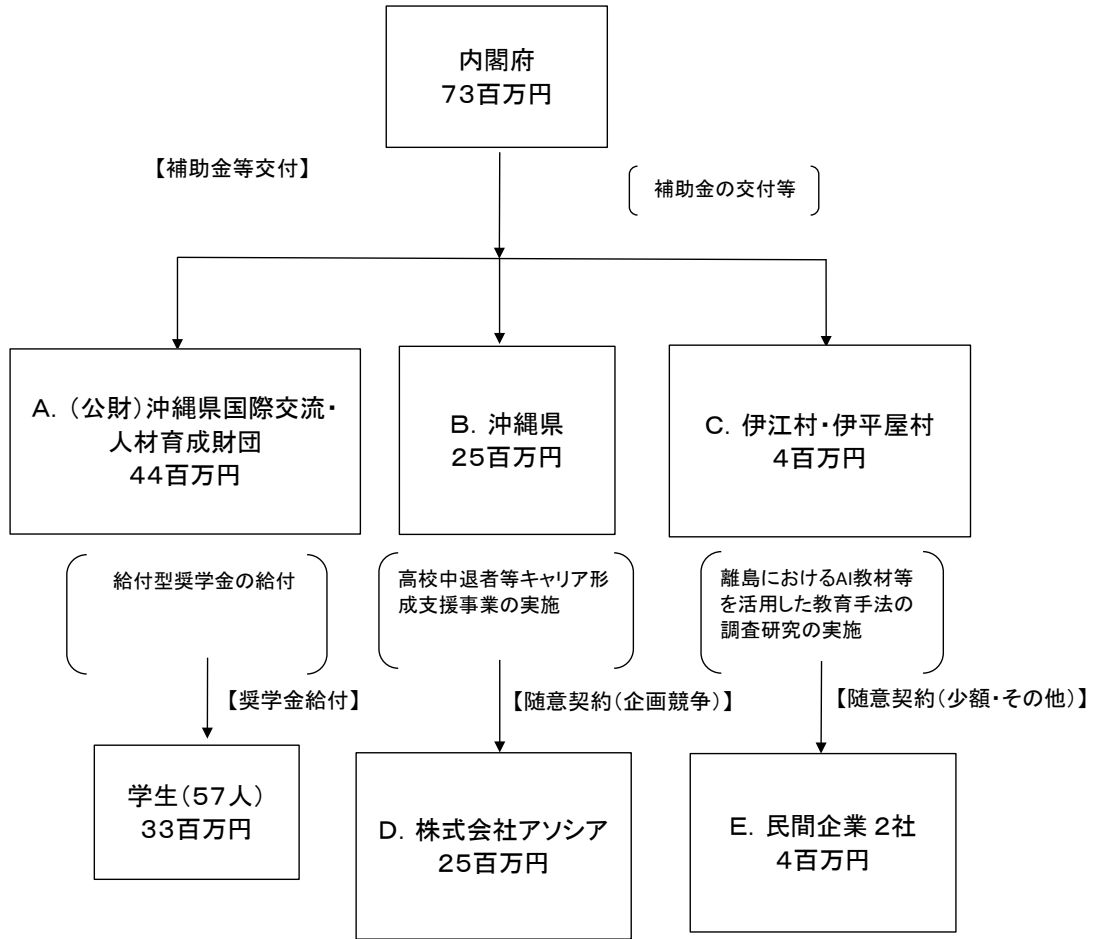 内閣府
73百万円
【補助金等交付】
補助金の交付等
A. (公財)沖縄県国際交流・
人材育成財団
44百万円
B. 沖縄県
25百万円
C. 伊江村・伊平屋村
4百万円
給付型奨学金の給付
高校中退者等キャリア形
成支援事業の実施
離島におけるAI教材等
を活用した教育手法の
調査研究の実施
【奨学金給付】
【随意契約(企画競争)】
【随意契約(少額・その他)】
学生(57人)
33百万円
D. 株式会社アソシア
25百万円
E. 民間企業 2社
4百万円